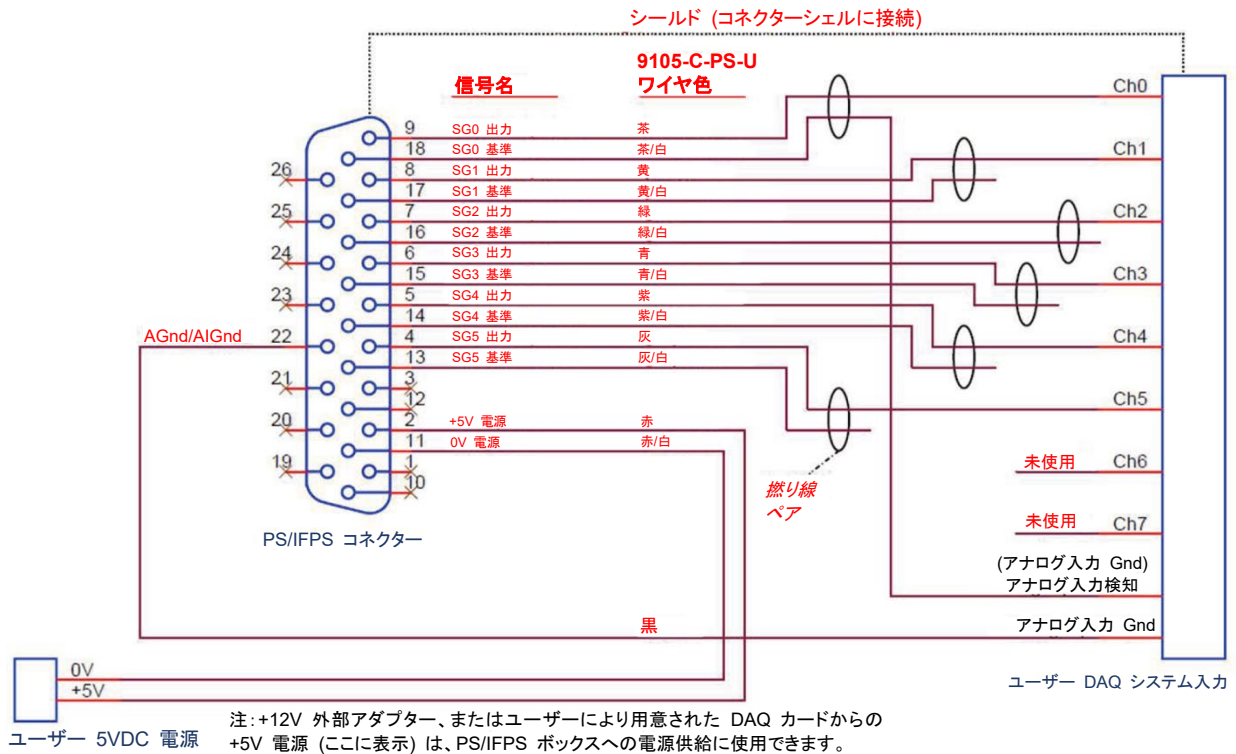 シールド (コネクターシェルに接続)
信号名
9105-C-PS-U
ワイヤ色
Ch0
9 SG0 出力 茶
18 SG0 基準 茶/白
Ch1
26
8 SG1 出力 黄
17 SG1 基準 黄/白
25
7 SG2 出力 緑
Ch2
16 SG2 基準 緑/白
24
6 SG3 出力 青
15 SG3 基準 青/白
Ch3
23
5 SG4 出力 紫
14 SG4 基準 紫/白
AGnd/AIGnd
22
4 SG5 出力 灰
Ch4
13 SG5 基準 灰/白
21
3
12
Ch5
20
2 +5V 電源 赤
11 0V 電源 赤/白
19
1
10
撚り線
ペア
未使用 Ch6
未使用 Ch7
PS/IFPS コネクター
(アナログ入力 Gnd)
アナログ入力検知
黒
アナログ入力 Gnd
0V
+5V
ユーザー DAQ システム入力
ユーザー 5VDC 電源
注：+12V 外部アダプター、またはユーザーにより用意された DAQ カードからの
+5V 電源 (ここに表示) は、PS/IFPS ボックスへの電源供給に使用できます。